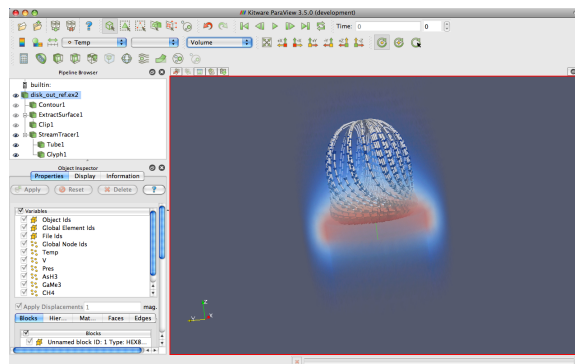 Kitware ParaView 3.5.0 (development)
Time: 0
0
Temp
Volume
Pipeline Browser
builtin:
disk_out_ref.ex2
Contour1
ExtractSurface1
Clip1
StreamTracer1
Tube1
Glyph1
Object Inspector
Properties Display Information
Apply Reset Delete ?
Variables
Object Ids
Global Element Ids
File Ids
Global Node Ids
Temp
V
Pres
AsH3
GaMe3
CH4
Apply Displacements 1 mag.
Blocks Hier... Mat... Faces Edges
Blocks
Unnamed block ID: 1 Type: HEX8...
Z
Y